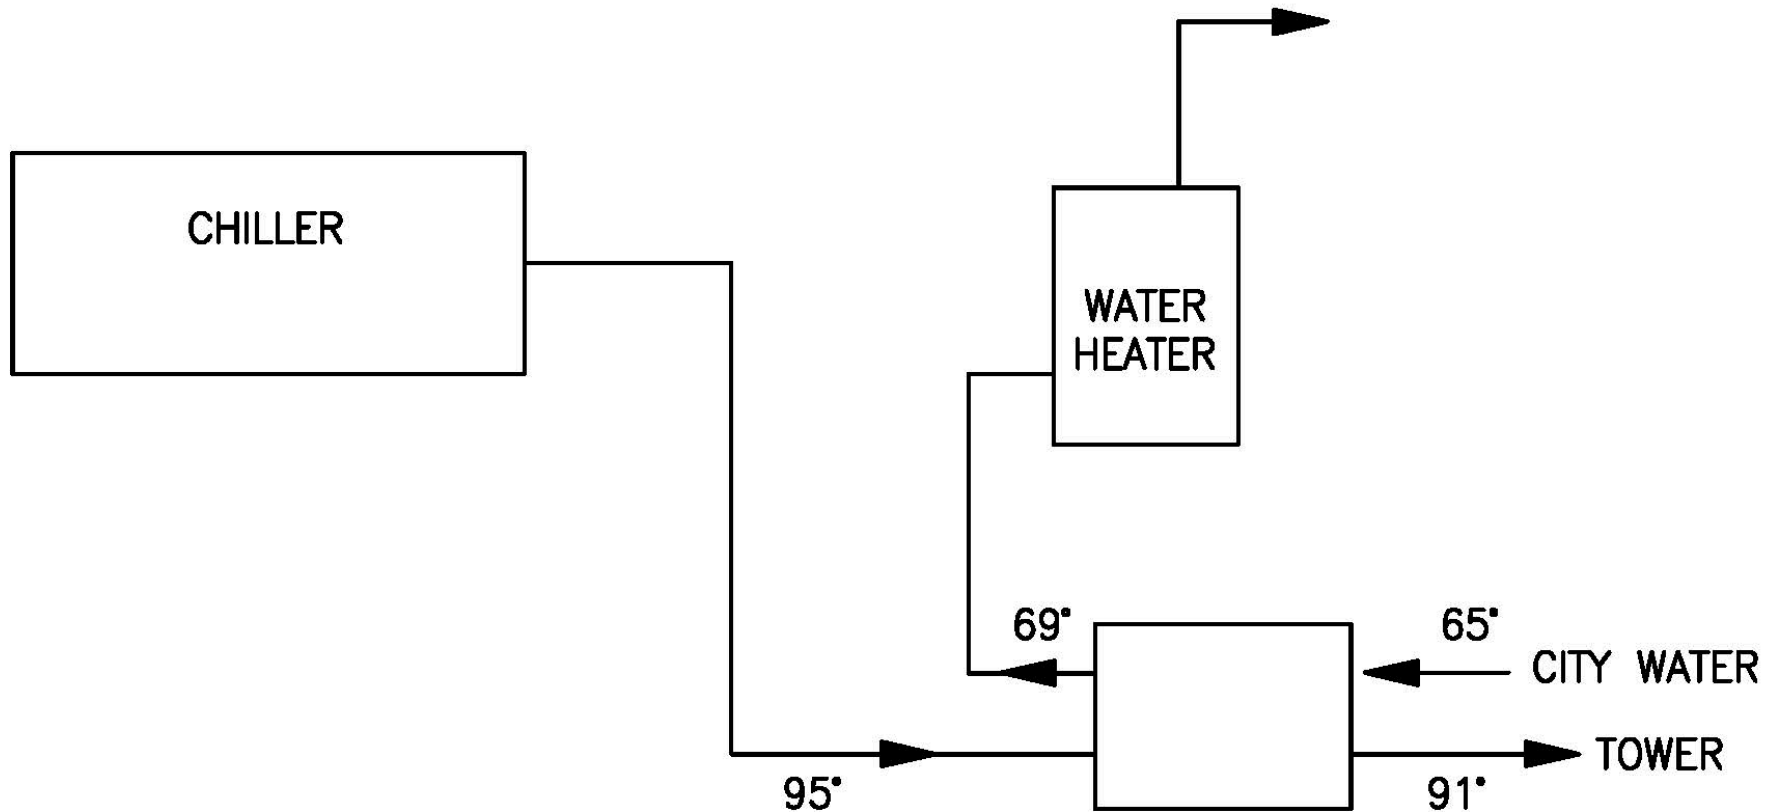 CHILLER
WATER
HEATER
69°
65°
CITY WATER
TOWER
95°
91°